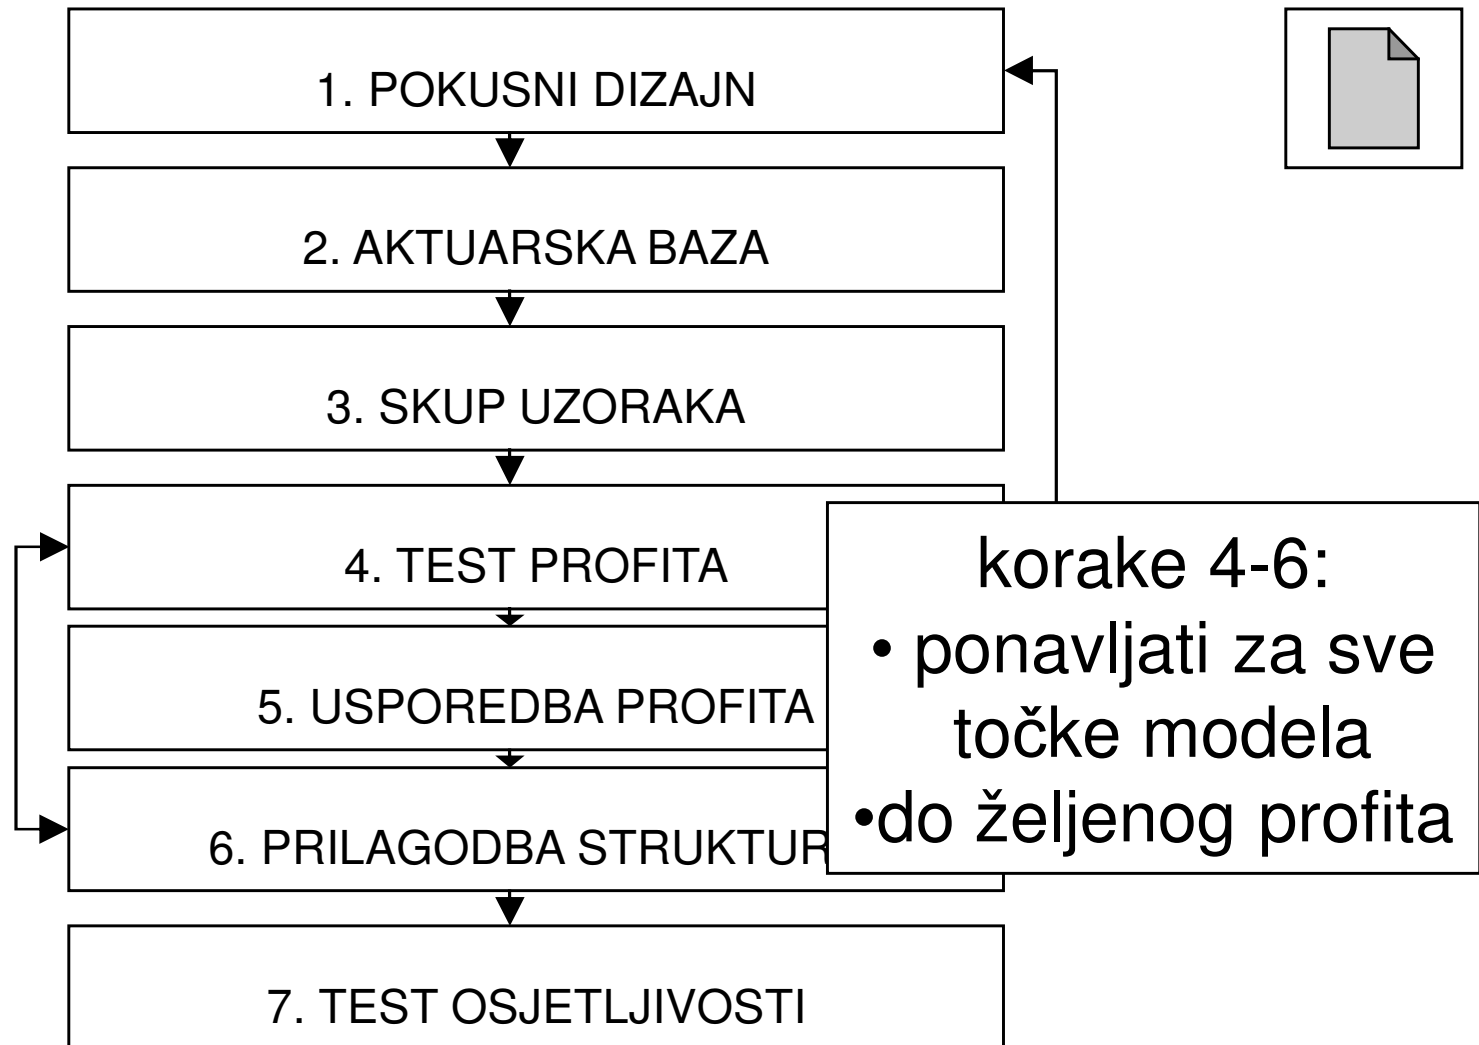 1. POKUSNI DIZAJN
2. AKTUARSKA BAZA
3. SKUP UZORAKA
4. TEST PROFITA
5. USPOREDBA PROFITA
6. PRILAGODBA
7. TEST OSJETLJIVOSTI
korake 4-6:
• ponavljati za sve
točke modela
•do željenog profita